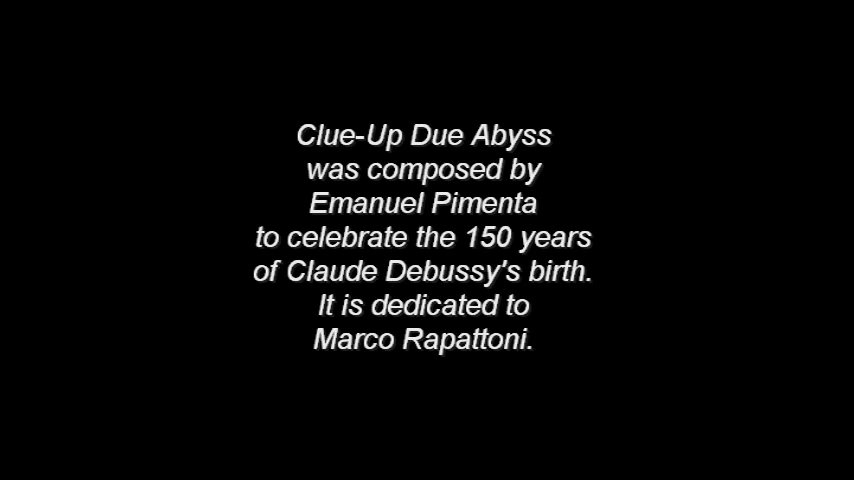 Clue-Up Due Abyss
was composed by
Emanuel Pimenta
to celebrate the 150 years
of Claude Debussy's birth.
It is dedicated to
Marco Rapattoni.